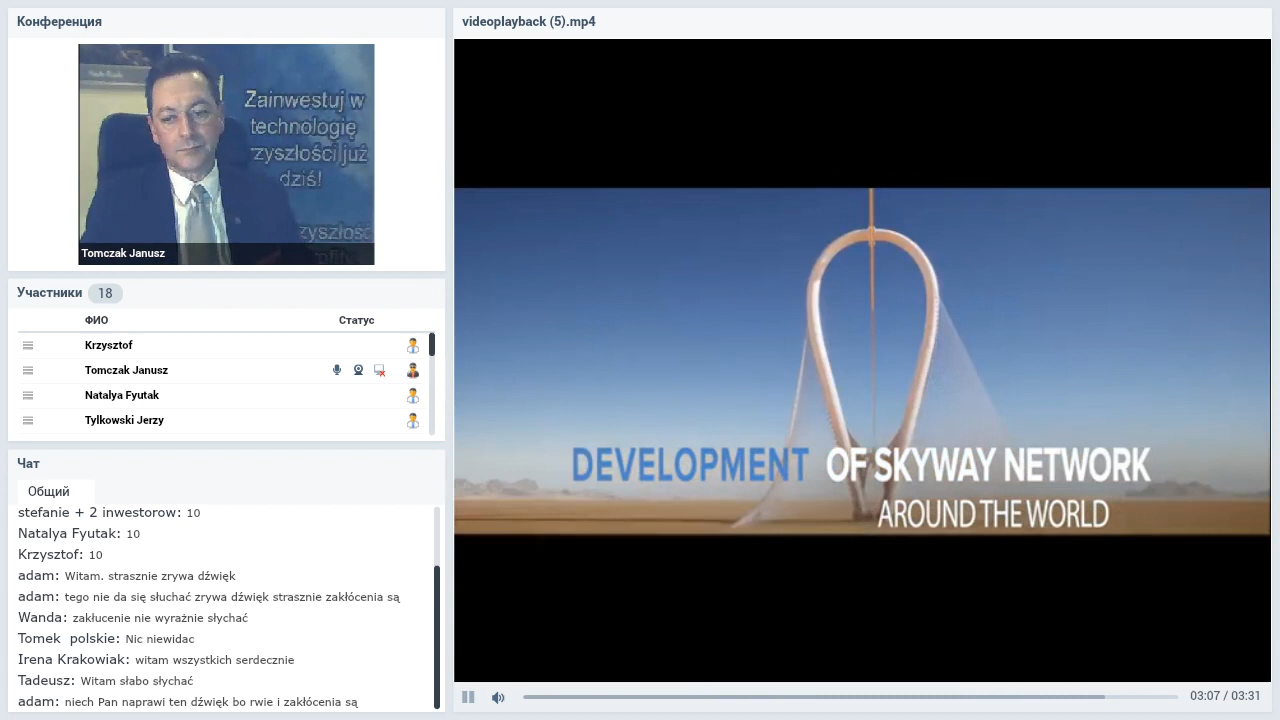 Конференция
Zainwestuj w
technologię
rzyszłości już
dziś!
zyszłośc
Tomczak Janusz
Участники 18
ФИО Статус
Krzysztof
Tomczak Janusz
Natalya Fyutak
Tylkowski Jerzy
Чат
Общий
stefanie + 2 inwestorow: 10
Natalya Fyutak: 10
Krzysztof: 10
adam: Witam. strasznie zrywa dźwięk
adam: tego nie da się słuchać zrywa dźwięk strasznie zakłócenia są
Wanda: zakłucenie nie wyrażnie słychać
Tomek polskie: Nic niewidac
Irena Krakowiak: witam wszystkich serdecznie
Tadeusz: Witam słabo słychać
adam: niech Pan naprawi ten dźwięk bo rwie i zakłócenia są
videoplayback (5).mp4
DEVELOPMENT OF SKYWAY NETWORK
AROUND THE WORLD
03:07 / 03:31